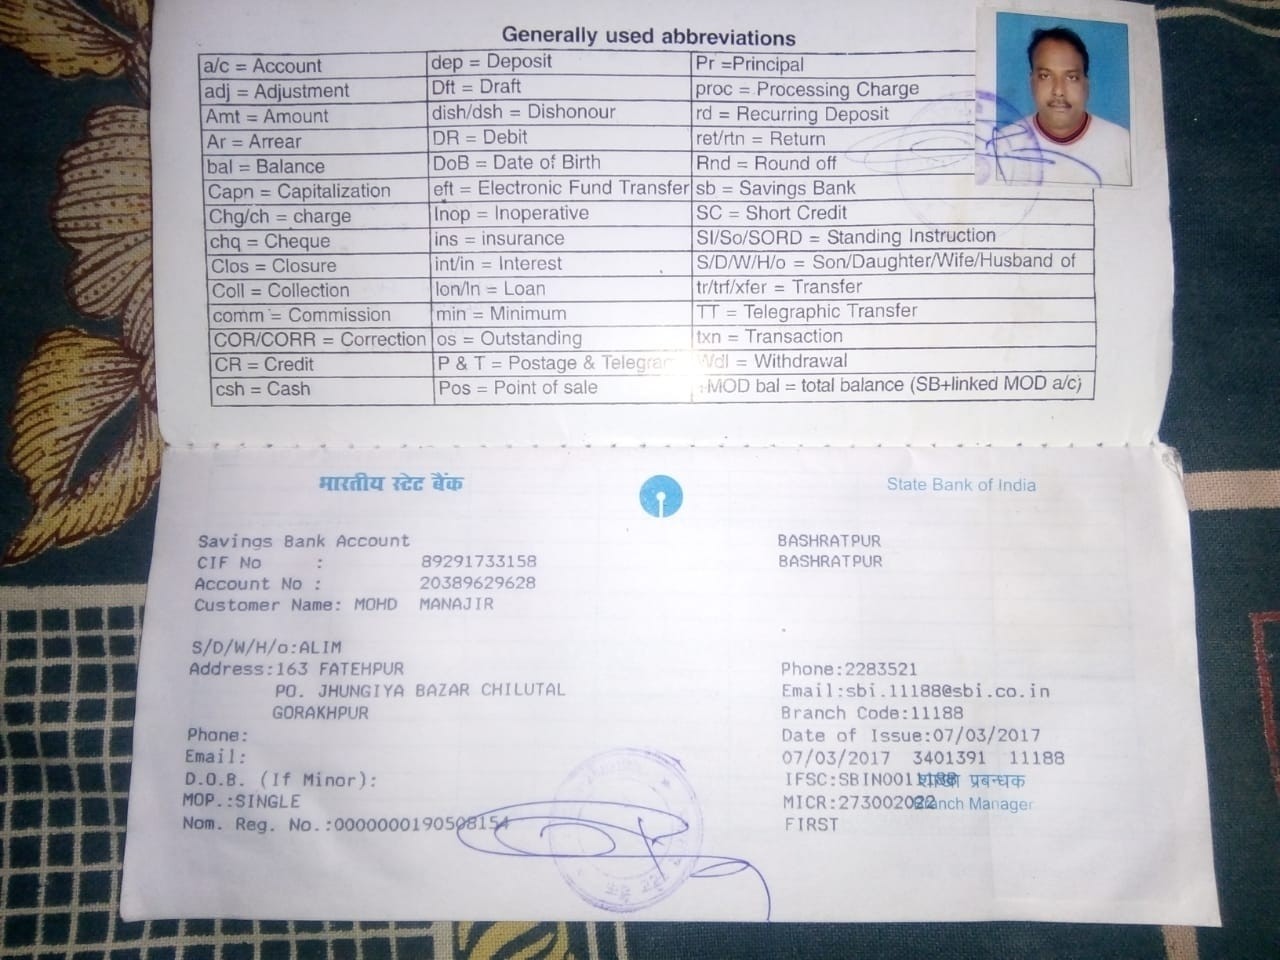 Generally used abbreviations
a/c = Account dep = Deposit Pr =Principal
adj = Adjustment Dft = Draft proc = Processing Charge
Amt = Amount dish/dsh = Dishonour rd = Recurring Deposit
Ar = Arrear DR = Debit ret/rtn = Return
bal = Balance DoB = Date of Birth Rnd = Round off
Capn = Capitalization eft = Electronic Fund Transfer sb = Savings Bank
Chg/ch = charge Inop = Inoperative SC = Short Credit
chq = Cheque ins = insurance SI/So/SORD = Standing Instruction
Clos = Closure int/in = Interest S/D/W/H/o = Son/Daughter/Wife/Husband of
Coll = Collection lon/ln = Loan tr/trf/xfer = Transfer
comm = Commission min = Minimum TT = Telegraphic Transfer
COR/CORR = Correction os = Outstanding txn = Transaction
CR = Credit P & T = Postage & Telegram Wdl = Withdrawal
csh = Cash Pos = Point of sale +MOD bal = total balance (SB+linked MOD a/c)
भारतीय स्टेट बैंक State Bank of India
Savings Bank Account BASHRATPUR
CIF No : 89291733158 BASHRATPUR
Account No : 20389629628
Customer Name: MOHD MANAJIR
S/D/W/H/o:ALIM
Address:163 FATEHPUR Phone:2283521
PO. JHUNGIYA BAZAR CHILUTAL Email:sbi.11188@sbi.co.in
GORAKHPUR Branch Code:11188
Phone: Date of Issue:07/03/2017
Email: 07/03/2017 3401391 11188
D.O.B. (If Minor): IFSC:SBIN0011188 शाखा प्रबन्धक
MOP.:SINGLE MICR:273002022 Branch Manager
Nom. Reg. No.:0000000190508154 FIRST